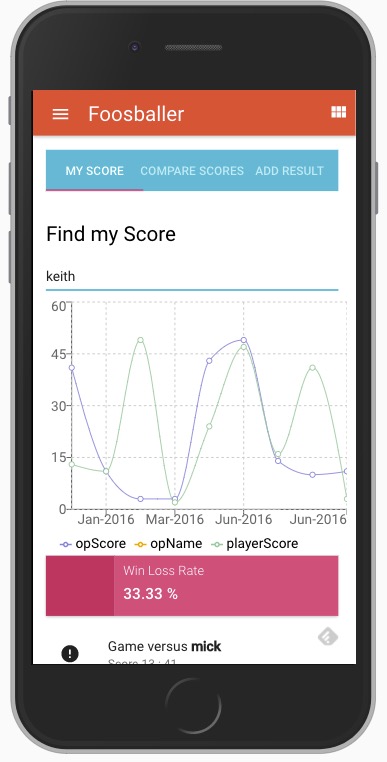 Foosballer
MY SCORE COMPARE SCORES ADD RESULT
Find my Score
keith
60
45
30
15
0
Jan-2016 Mar-2016 Jun-2016 Jun-2016
opScore opName playerScore
Win Loss Rate
33.33 %
Game versus mick
Score 13 : 41